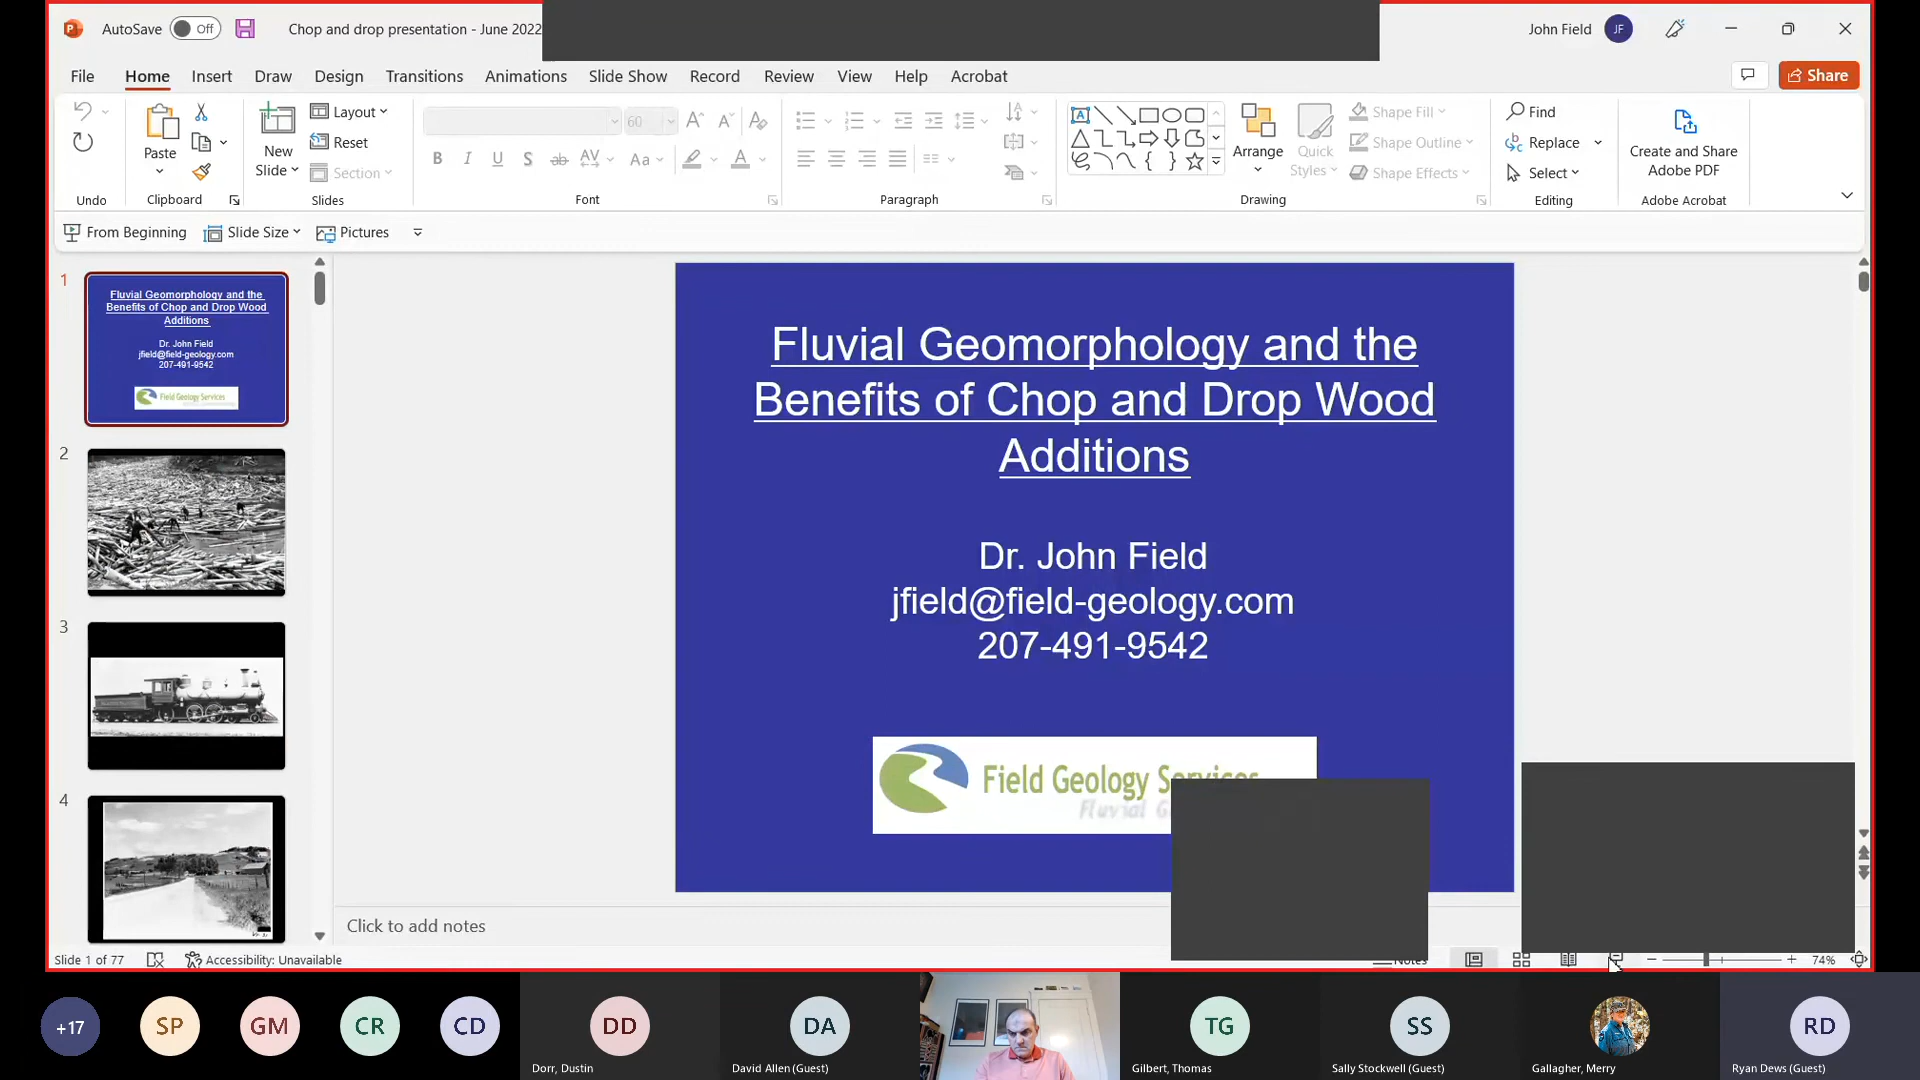 AutoSave Off Chop and drop presentation - June 2022 John Field JF
File Home Insert Draw Design Transitions Animations Slide Show Record Review View Help Acrobat Share
Paste New Slide Layout Reset Section 60 Arrange Quick Styles Shape Fill Shape Outline Shape Effects Find Replace Select Create and Share Adobe PDF
Undo Clipboard Slides Font Paragraph Drawing Editing Adobe Acrobat
From Beginning Slide Size Pictures
1
Fluvial Geomorphology and the
Benefits of Chop and Drop Wood
Additions
Dr. John Field
jfield@field-geology.com
207-491-9542
Field Geology Services
2
3
4
Fluvial Geomorphology and the
Benefits of Chop and Drop Wood
Additions
Dr. John Field
jfield@field-geology.com
207-491-9542
Field Geology Services
Fluvial G
Click to add notes
Slide 1 of 77 Accessibility: Unavailable Notes 74%
+17 SP GM CR CD DD DA TG SS RD
Dorr, Dustin David Allen (Guest) Gilbert, Thomas Sally Stockwell (Guest) Gallagher, Merry Ryan Dews (Guest)